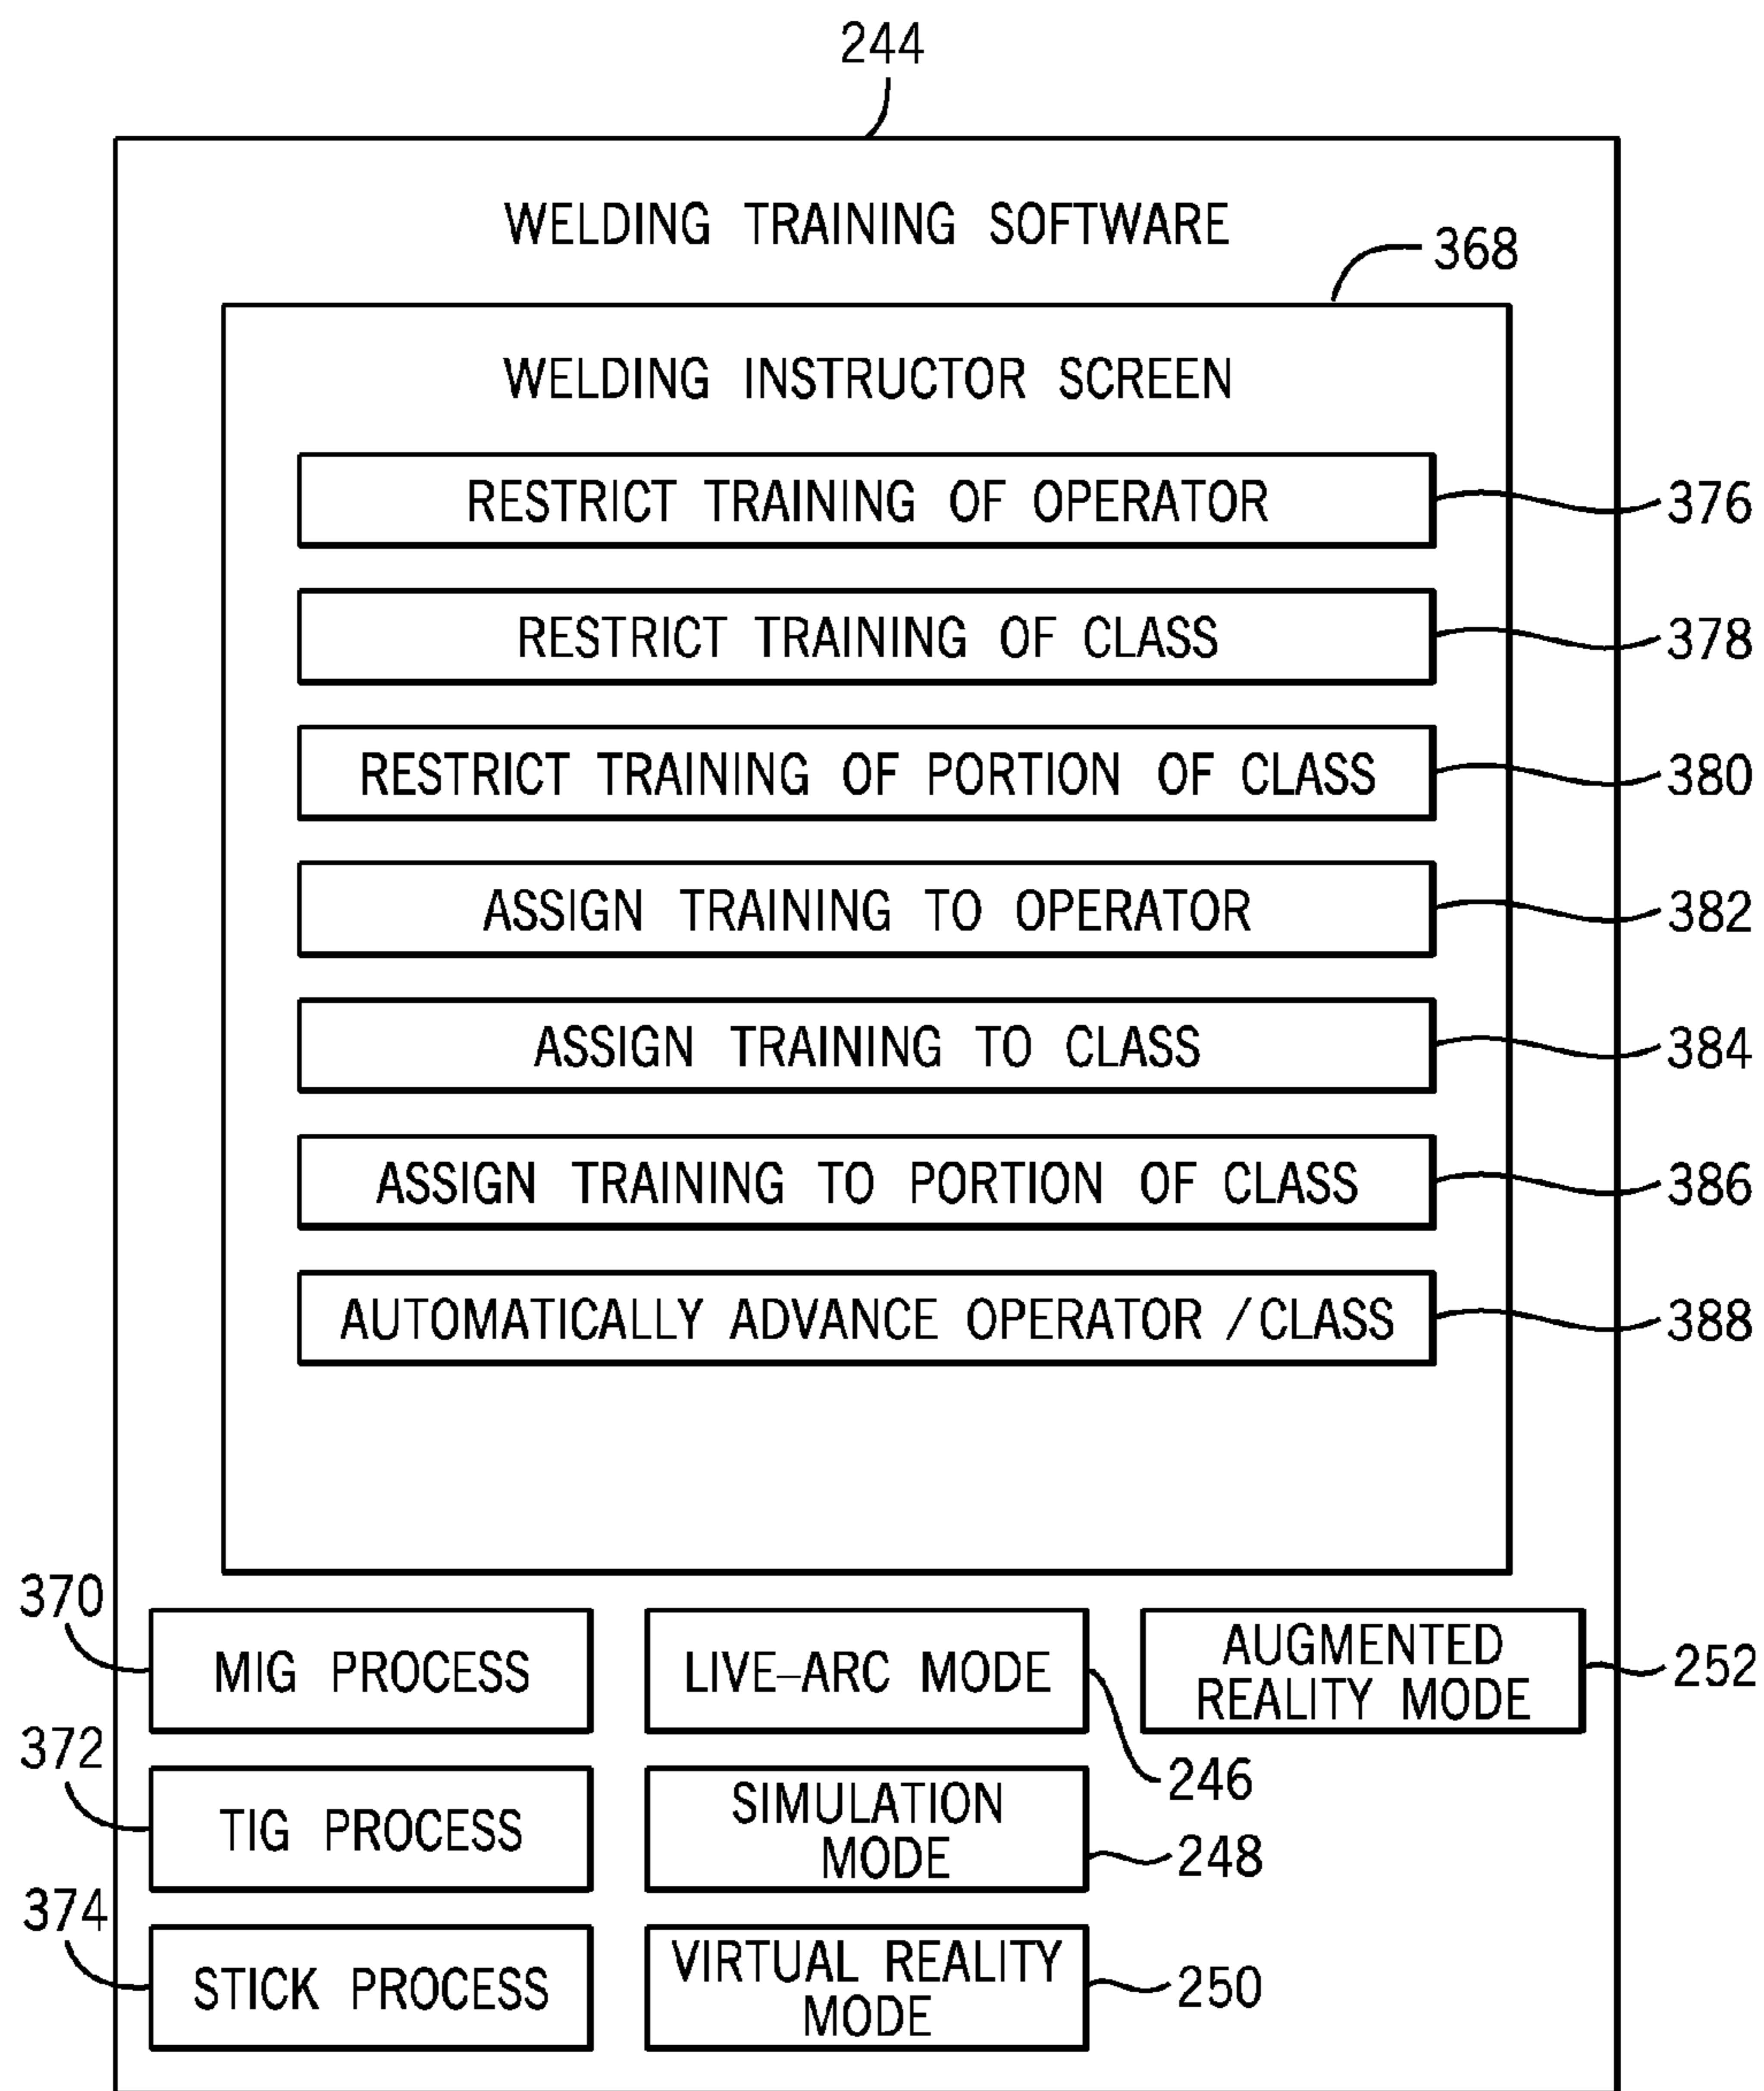 244
WELDING TRAINING SOFTWARE
368
WELDING INSTRUCTOR SCREEN
RESTRICT TRAINING OF OPERATOR
376
RESTRICT TRAINING OF CLASS
378
RESTRICT TRAINING OF PORTION OF CLASS
380
ASSIGN TRAINING TO OPERATOR
382
ASSIGN TRAINING TO CLASS
384
ASSIGN TRAINING TO PORTION OF CLASS
386
AUTOMATICALLY ADVANCE OPERATOR / CLASS
388
370
MIG PROCESS
LIVE–ARC MODE
AUGMENTED
REALITY MODE
252
372
246
TIG PROCESS
SIMULATION
MODE
248
374
STICK PROCESS
VIRTUAL REALITY
MODE
250